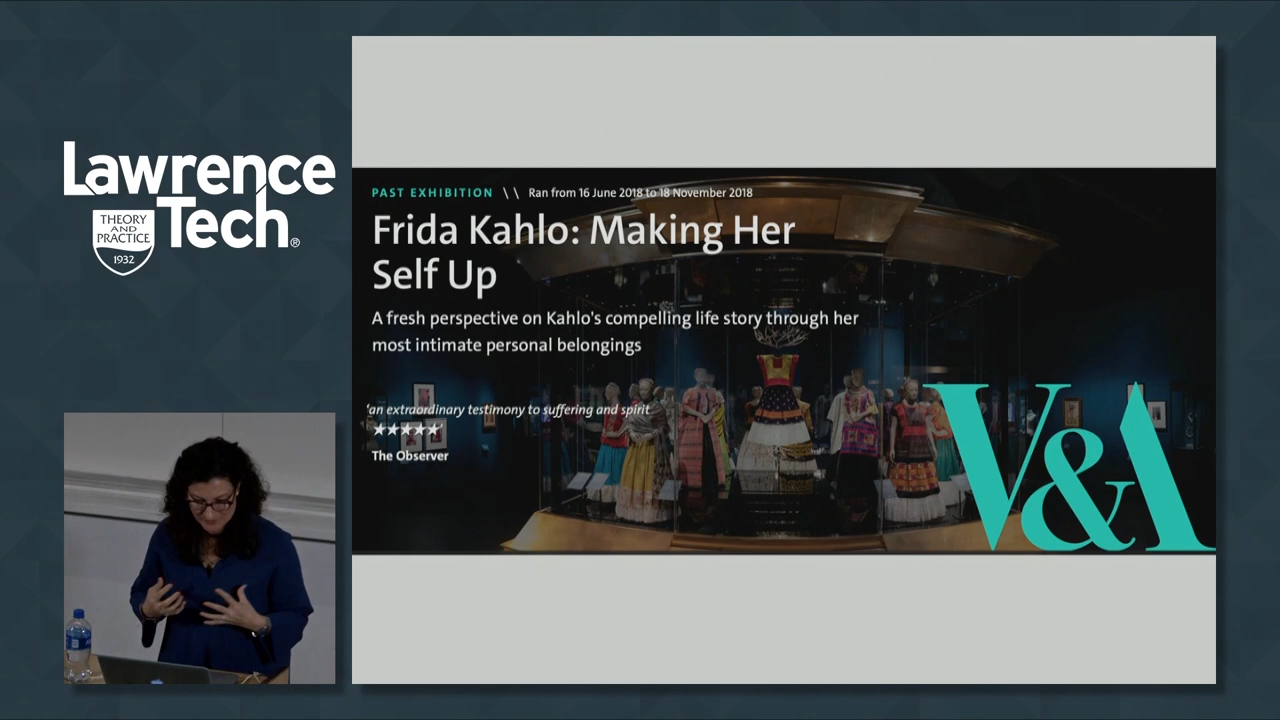 Lawrence
Tech®
THEORY
AND
PRACTICE
1932
PAST EXHIBITION \\ Ran from 16 June 2018 to 18 November 2018
Frida Kahlo: Making Her
Self Up
A fresh perspective on Kahlo's compelling life story through her
most intimate personal belongings
'an extraordinary testimony to suffering and spirit
★★★★★'
The Observer
V&A